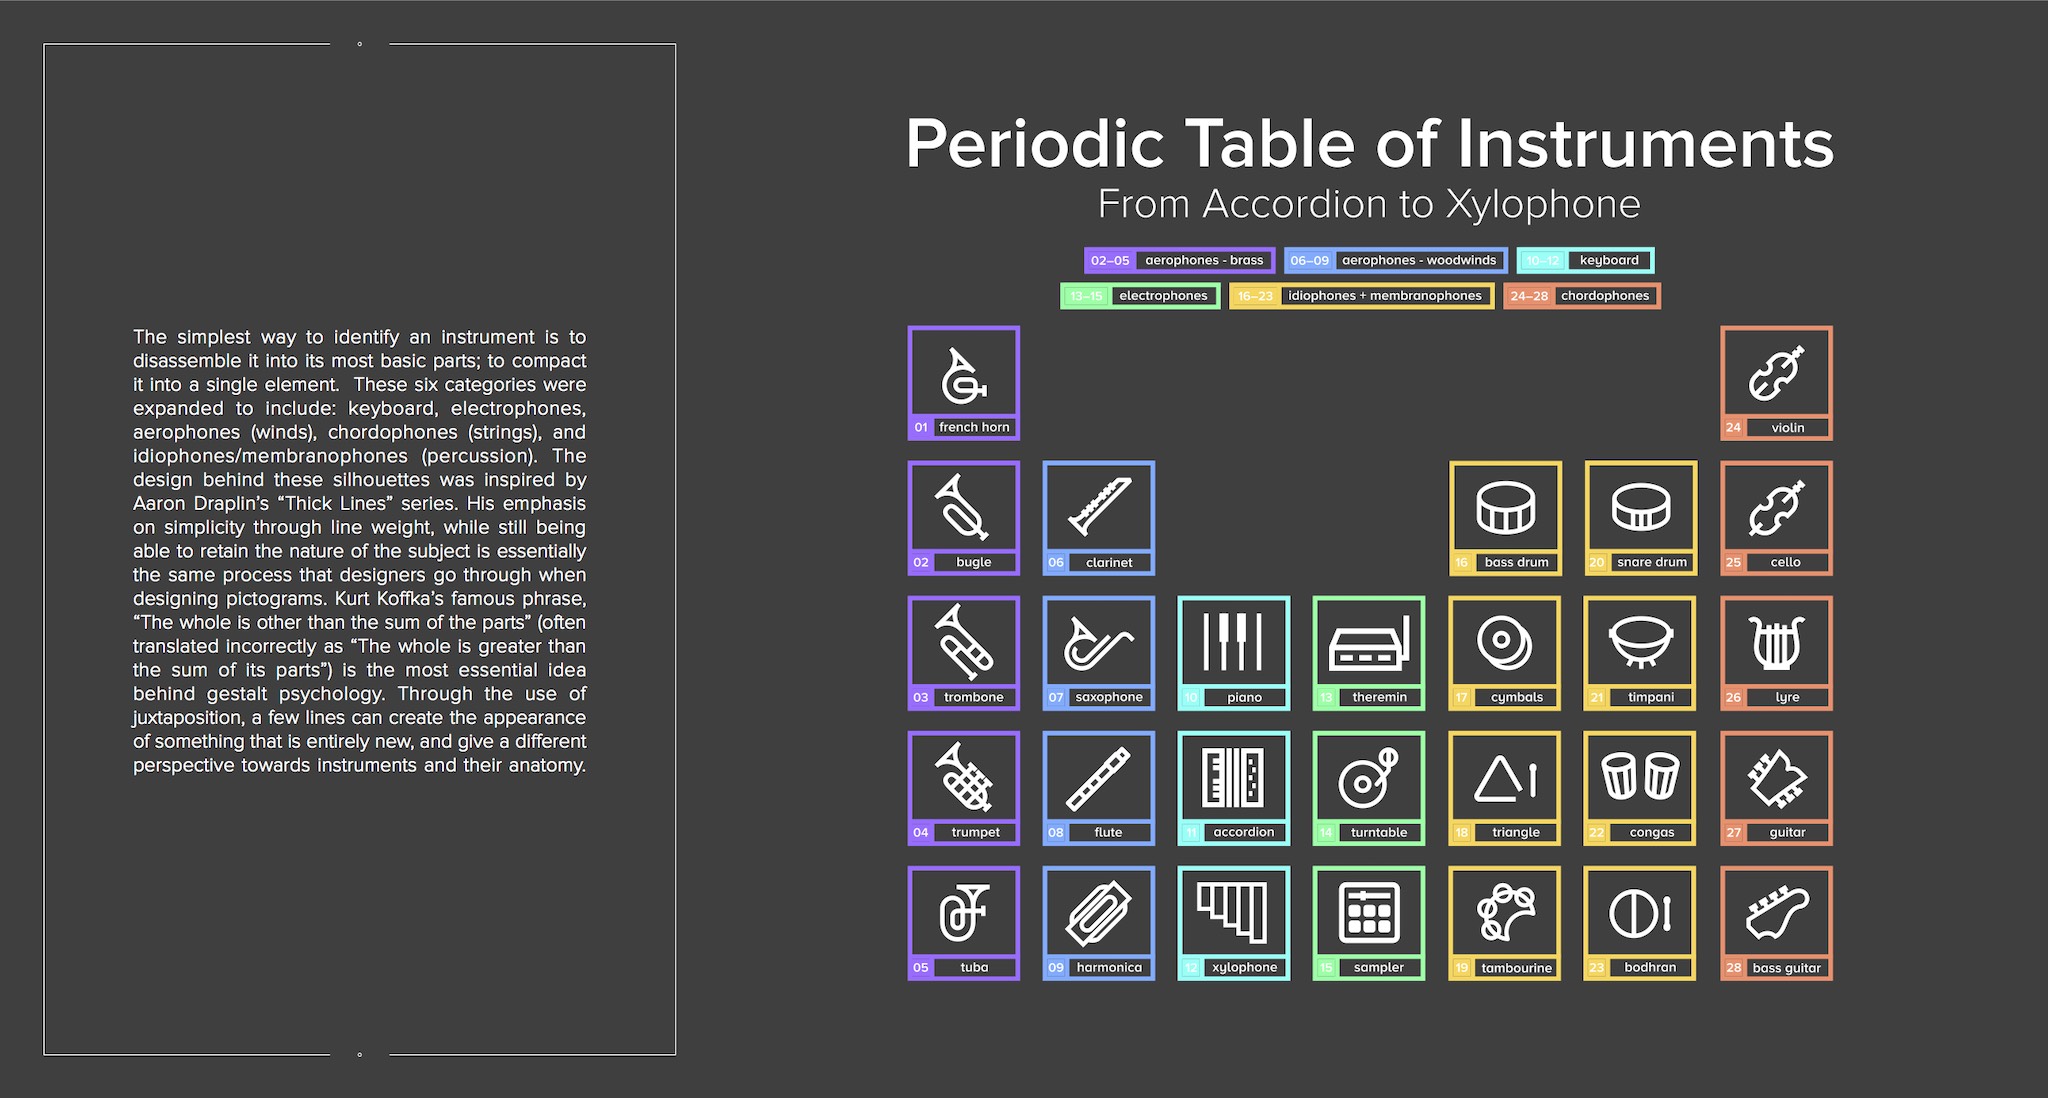 The simplest way to identify an instrument is to
disassemble it into its most basic parts; to compact
it into a single element.  These six categories were
expanded to include: keyboard, electrophones,
aerophones (winds), chordophones (strings), and
idiophones/membranophones (percussion). The
design behind these silhouettes was inspired by
Aaron Draplin’s “Thick Lines” series. His emphasis
on simplicity through line weight, while still being
able to retain the nature of the subject is essentially
the same process that designers go through when
designing pictograms. Kurt Koffka’s famous phrase,
“The whole is other than the sum of the parts” (often
translated incorrectly as “The whole is greater than
the sum of its parts”) is the most essential idea
behind gestalt psychology. Through the use of
juxtaposition, a few lines can create the appearance
of something that is entirely new, and give a different
perspective towards instruments and their anatomy.
Periodic Table of Instruments
From Accordion to Xylophone
02–05 aerophones - brass 06–09 aerophones - woodwinds 10–12 keyboard
13–15 electrophones 16–23 idiophones + membranophones 24–28 chordophones
01 french horn 24 violin
02 bugle 06 clarinet 16 bass drum 20 snare drum 25 cello
03 trombone 07 saxophone 10 piano 13 theremin 17 cymbals 21 timpani 26 lyre
04 trumpet 08 flute 11 accordion 14 turntable 18 triangle 22 congas 27 guitar
05 tuba 09 harmonica 12 xylophone 15 sampler 19 tambourine 23 bodhran 28 bass guitar